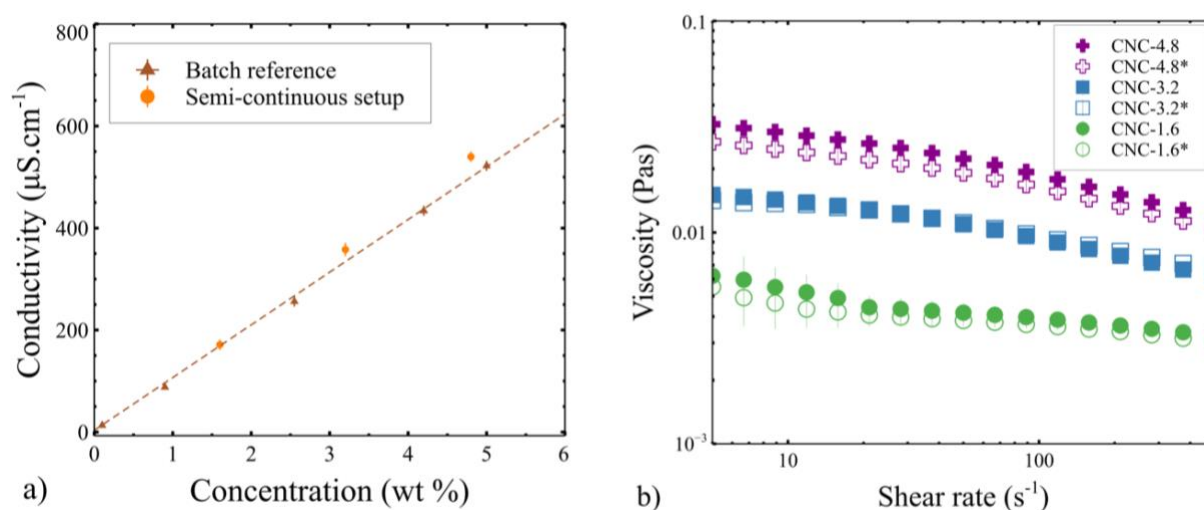 800
600
400
200
0
Conductivity (µS.cm⁻¹)
Batch reference
Semi-continuous setup
0 1 2 3 4 5 6
Concentration (wt %)
a)
0.1
0.01
10⁻³
Viscosity (Pas)
CNC-4.8
CNC-4.8*
CNC-3.2
CNC-3.2*
CNC-1.6
CNC-1.6*
10 100
Shear rate (s⁻¹)
b)